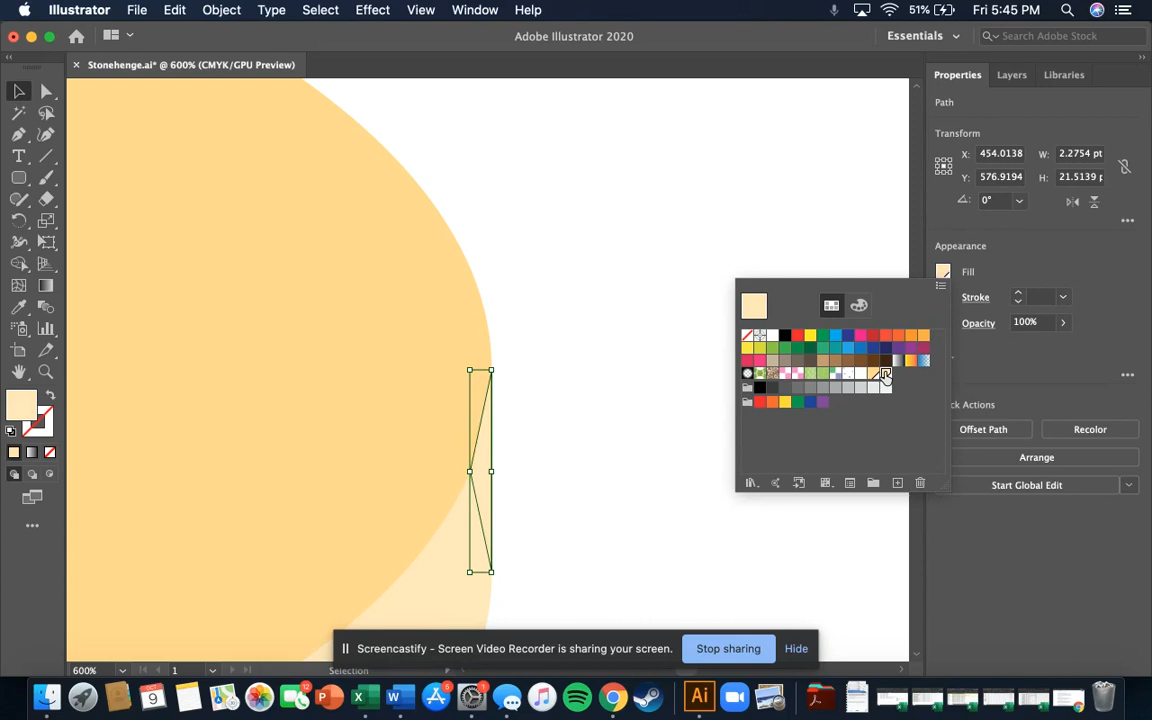 Illustrator File Edit Object Type Select Effect View Window Help 51% Fri 5:45 PM
Adobe Illustrator 2020 Essentials Search Adobe Stock
× Stonehenge.ai* @ 600% (CMYK/GPU Preview)
Properties Layers Libraries
Path
Transform
X: 454.0138 W: 2.2754 pt
Y: 576.9194 H: 21.5139
0°
Appearance
Fill
Stroke
Opacity 100%
ck Actions
Offset Path Recolor
Arrange
Start Global Edit
Screencastify - Screen Video Recorder is sharing your screen. Stop sharing Hide
600% 1 Selection